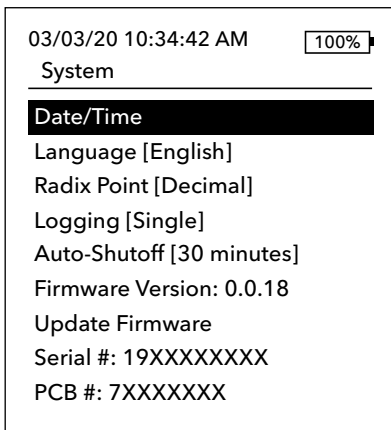 03/03/20 10:34:42 AM 100%
System
Date/Time
Language [English]
Radix Point [Decimal]
Logging [Single]
Auto-Shutoff [30 minutes]
Firmware Version: 0.0.18
Update Firmware
Serial #: 19XXXXXXXX
PCB #: 7XXXXXXX